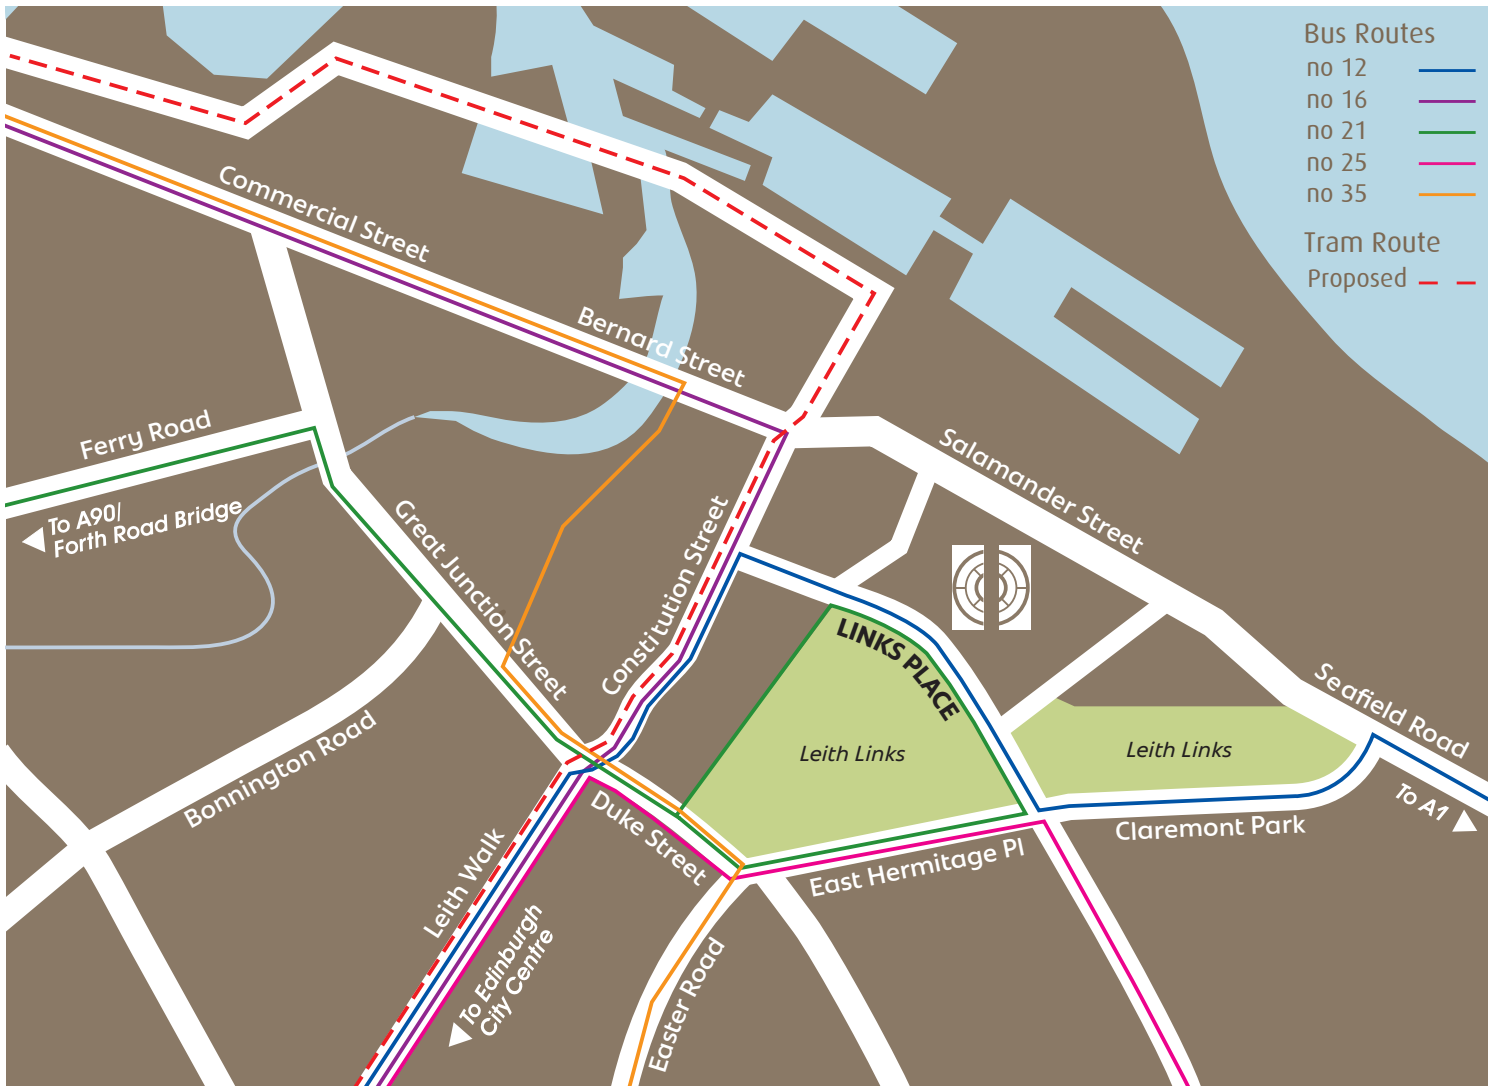 Bus Routes
no 12
no 16
no 21
no 25
no 35
Tram Route
Proposed
Commercial Street
Bernard Street
Ferry Road
To A90/
Forth Road Bridge
Great Junction Street
Constitution Street
Salamander Street
LINKS PLACE
Seafield Road
Bonnington Road
Leith Links
Leith Links
To A1
Claremont Park
Duke Street
East Hermitage Pl
Leith Walk
To Edinburgh
City Centre
Easter Road